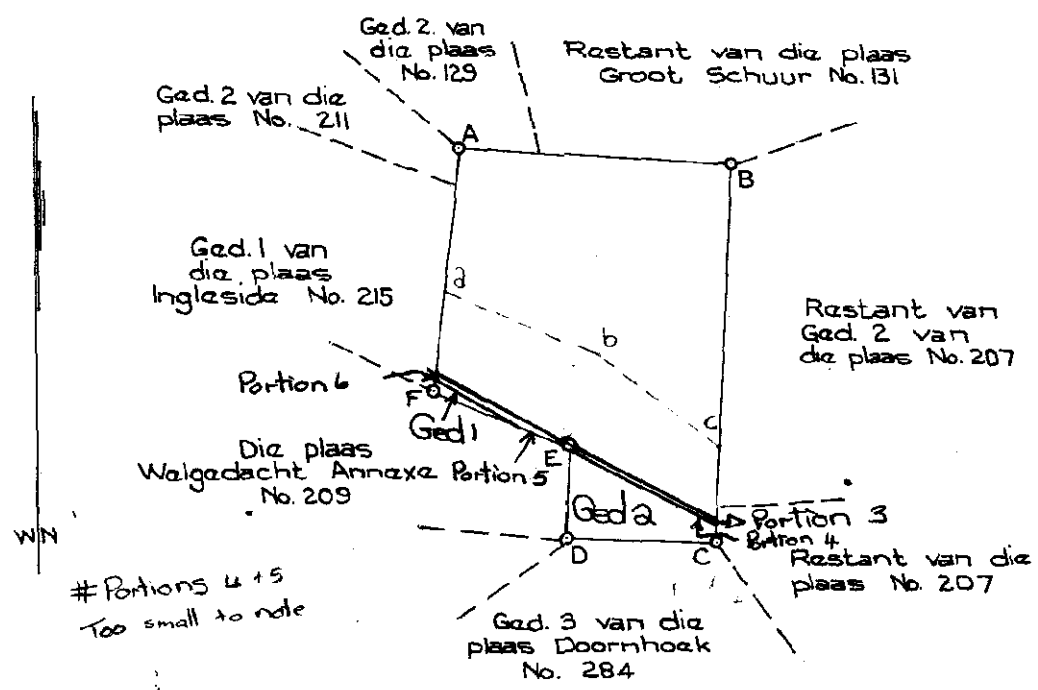 Ged. 2. van
die plaas
No. 129
Restant van die plaas
Groot Schuur No. 131
Ged. 2 van die
plaas No. 211
A
B
Ged. 1 van
die plaas
Ingleside No. 215
a
b
c
Restant van
Ged. 2 van
die plaas No. 207
Portion 6
F
Ged 1
E
Die plaas
Welgedacht Annexe
No. 209
Portion 5
Ged 2
Portion 3
Portion 4
D
C
Restant van die
plaas No. 207
WN
# Portions 4 + 5
Too small to note
Ged. 3 van die
plaas Doornhoek
No. 284